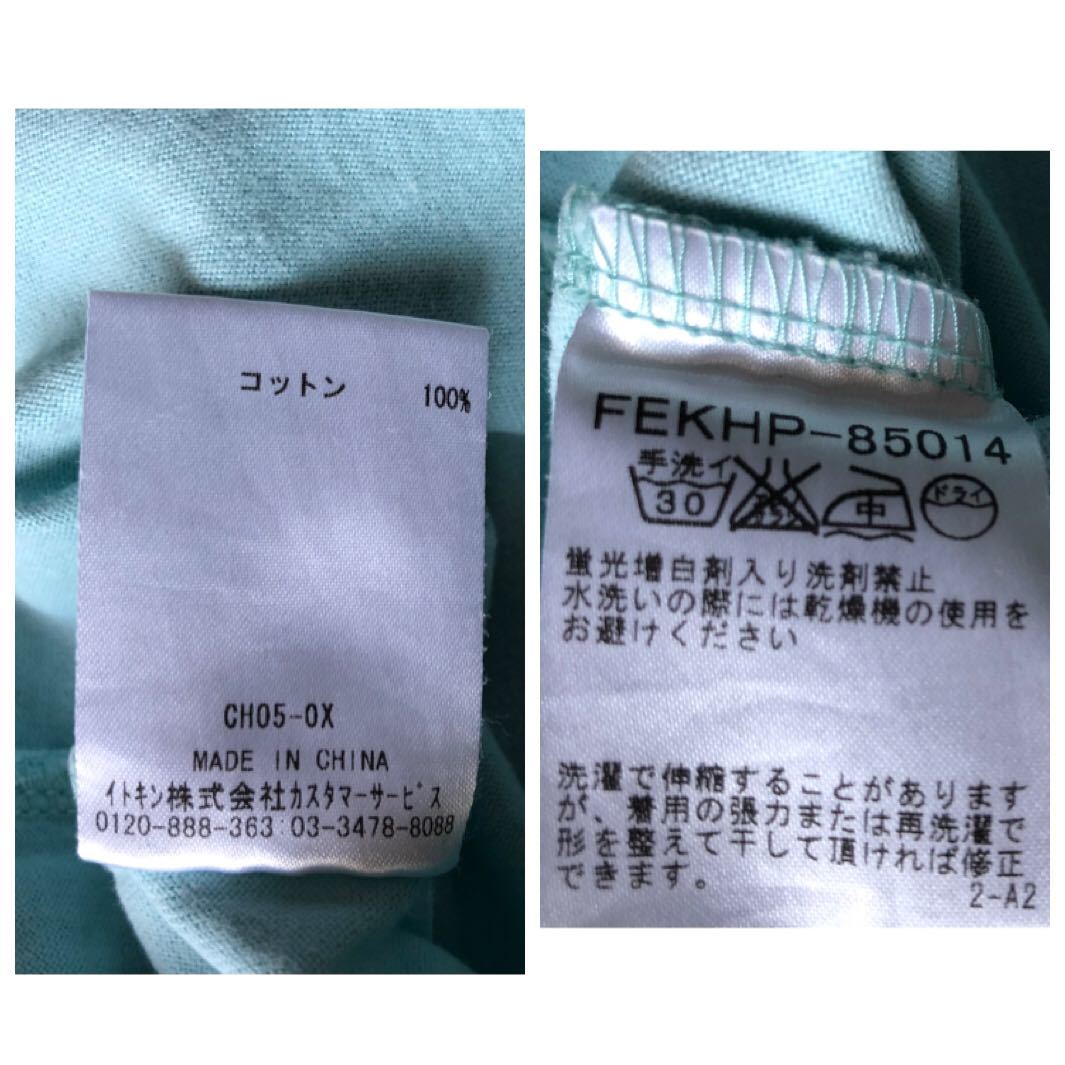 コットン 100%
CH05-0X
MADE IN CHINA
イトキン株式会社カスタマーサービス
0120-888-363 03-3478-8088
FEKHP-85014
手洗イ
30
中
ドライ
蛍光増白剤入り洗剤禁止
水洗いの際には乾燥機の使用を
お避けください
洗濯で伸縮することがあります
が、着用の張力または再洗濯で
形を整えて干して頂ければ修正
できます。
2-A2